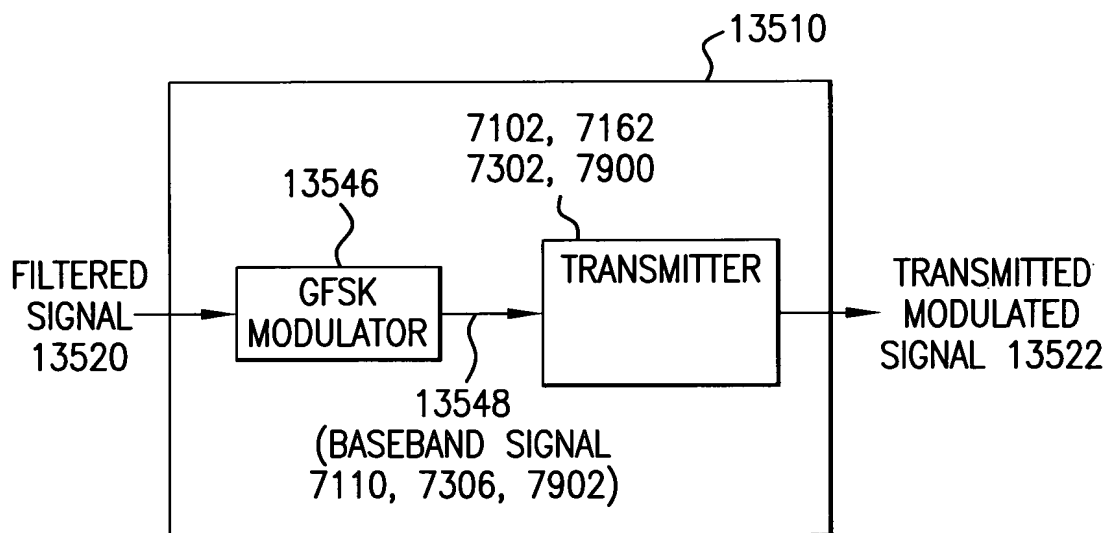 13510
7102, 7162
7302, 7900
13546
FILTERED
SIGNAL
13520
GFSK
MODULATOR
TRANSMITTER
TRANSMITTED
MODULATED
SIGNAL 13522
13548
(BASEBAND SIGNAL
7110, 7306, 7902)